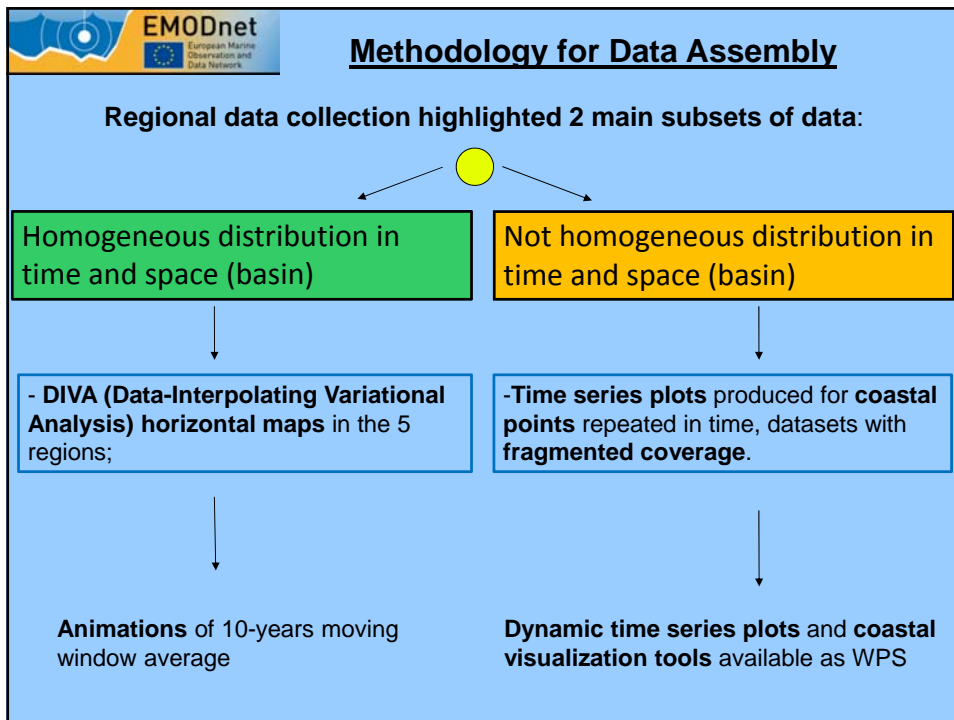 EMODnet
European Marine
Observation and
Data Network
Methodology for Data Assembly
Regional data collection highlighted 2 main subsets of data:
Homogeneous distribution in
time and space (basin)
Not homogeneous distribution in
time and space (basin)
- DIVA (Data-Interpolating Variational
Analysis) horizontal maps in the 5
regions;
-Time series plots produced for coastal
points repeated in time, datasets with
fragmented coverage.
Animations of 10-years moving
window average
Dynamic time series plots and coastal
visualization tools available as WPS